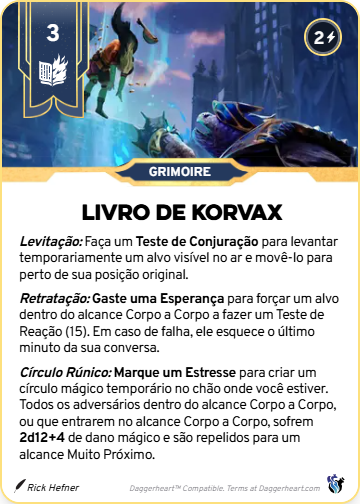 3
2
GRIMOIRE
LIVRO DE KORVAX
Levitação: Faça um Teste de Conjuração para levantar
temporariamente um alvo visível no ar e movê-lo para
perto de sua posição original.
Retratação: Gaste uma Esperança para forçar um alvo
dentro do alcance Corpo a Corpo a fazer um Teste de
Reação (15). Em caso de falha, ele esquece o último
minuto da sua conversa.
Círculo Rúnico: Marque um Estresse para criar um
círculo mágico temporário no chão onde você estiver.
Todos os adversários dentro do alcance Corpo a Corpo,
ou que entrarem no alcance Corpo a Corpo, sofrem
2d12+4 de dano mágico e são repelidos para um
alcance Muito Próximo.
Rick Hefner
Daggerheart™ Compatible. Terms at Daggerheart.com